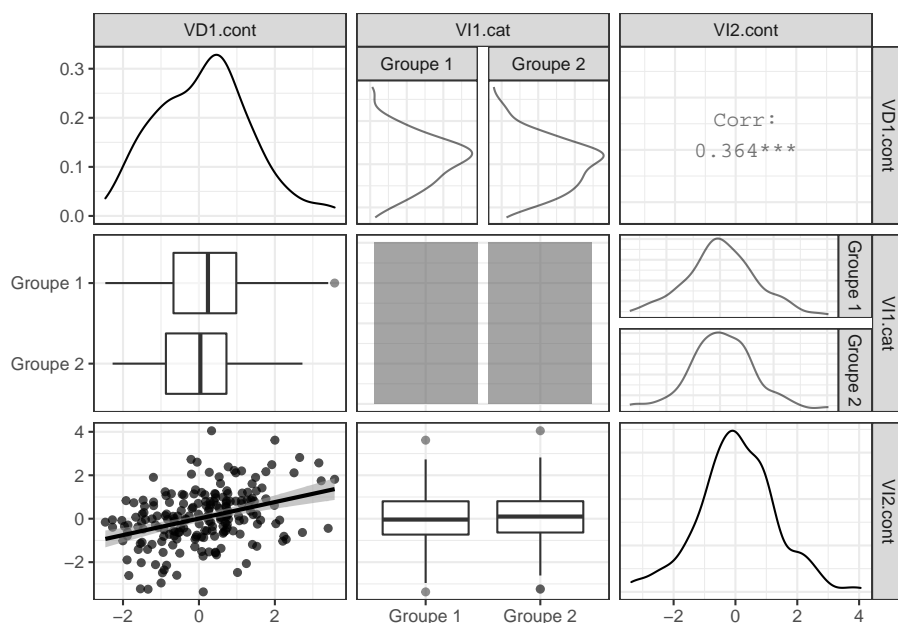 VD1.cont
VI1.cat
VI2.cont
Groupe 1
Groupe 2
0.3
0.2
0.1
0.0
Corr:
0.364***
VD1.cont
Groupe 1
Groupe 2
Groupe 1
Groupe 2
VI1.cat
4
2
0
−2
VI2.cont
−2
0
2
Groupe 1
Groupe 2
−2
0
2
4